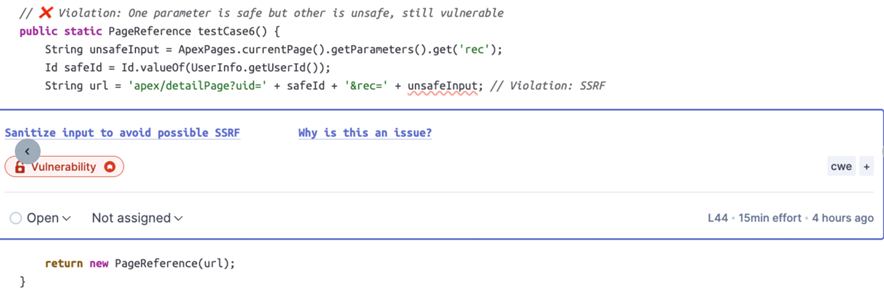 // ❌ Violation: One parameter is safe but other is unsafe, still vulnerable
public static PageReference testCase6() {
String unsafeInput = ApexPages.currentPage().getParameters().get('rec');
Id safeId = Id.valueOf(UserInfo.getUserId());
String url = 'apex/detailPage?uid=' + safeId + '&rec=' + unsafeInput; // Violation: SSRF
Sanitize input to avoid possible SSRF Why is this an issue?
Vulnerability cwe +
Open Not assigned L44 • 15min effort • 4 hours ago
return new PageReference(url);
}